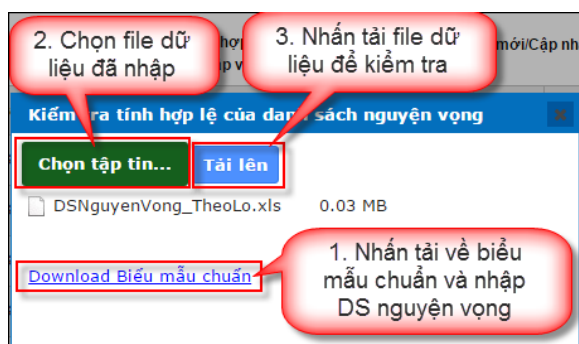 2. Chọn file dữ
liệu đã nhập
3. Nhấn tải file dữ
liệu để kiểm tra
mới/Cập nh
Kiểm tra tính hợp lệ của danh sách nguyện vọng
Chọn tập tin...
Tải lên
DSNguyenVong_TheoLo.xls 0.03 MB
Download Biểu mẫu chuẩn
1. Nhấn tải về biểu
mẫu chuẩn và nhập
DS nguyện vọng